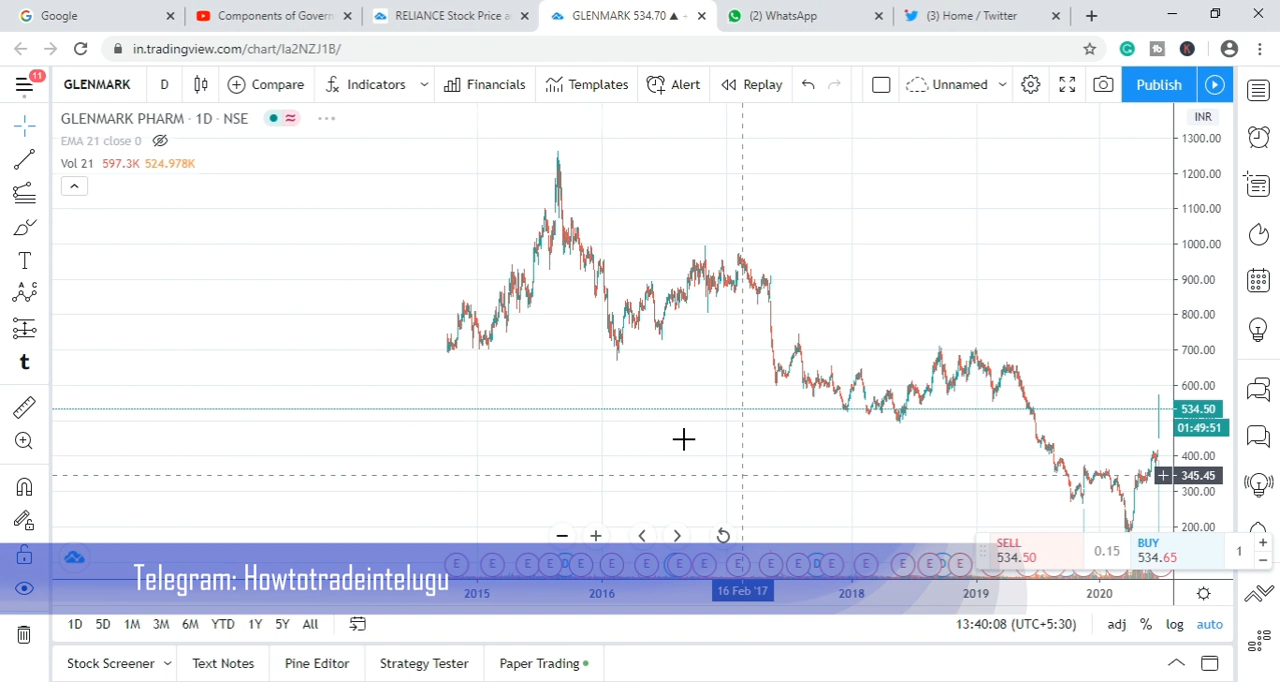 Google
Components of Govern
RELIANCE Stock Price a
GLENMARK 534.70 ▲
(2) WhatsApp
(3) Home / Twitter
in.tradingview.com/chart/Ia2NZJ1B/
11
GLENMARK
D
Compare
Indicators
Financials
Templates
Alert
Replay
Unnamed
Publish
GLENMARK PHARM · 1D · NSE
INR
EMA 21 close 0
Vol 21 597.3K 524.978K
1300.00
1200.00
1100.00
1000.00
900.00
800.00
700.00
600.00
534.50
01:49:51
400.00
345.45
300.00
200.00
SELL
534.50
0.15
BUY
534.65
1
Telegram: Howtotradeintelugu
2015
2016
16 Feb '17
2018
2019
2020
1D 5D 1M 3M 6M YTD 1Y 5Y All
13:40:08 (UTC+5:30)
adj % log auto
Stock Screener
Text Notes
Pine Editor
Strategy Tester
Paper Trading